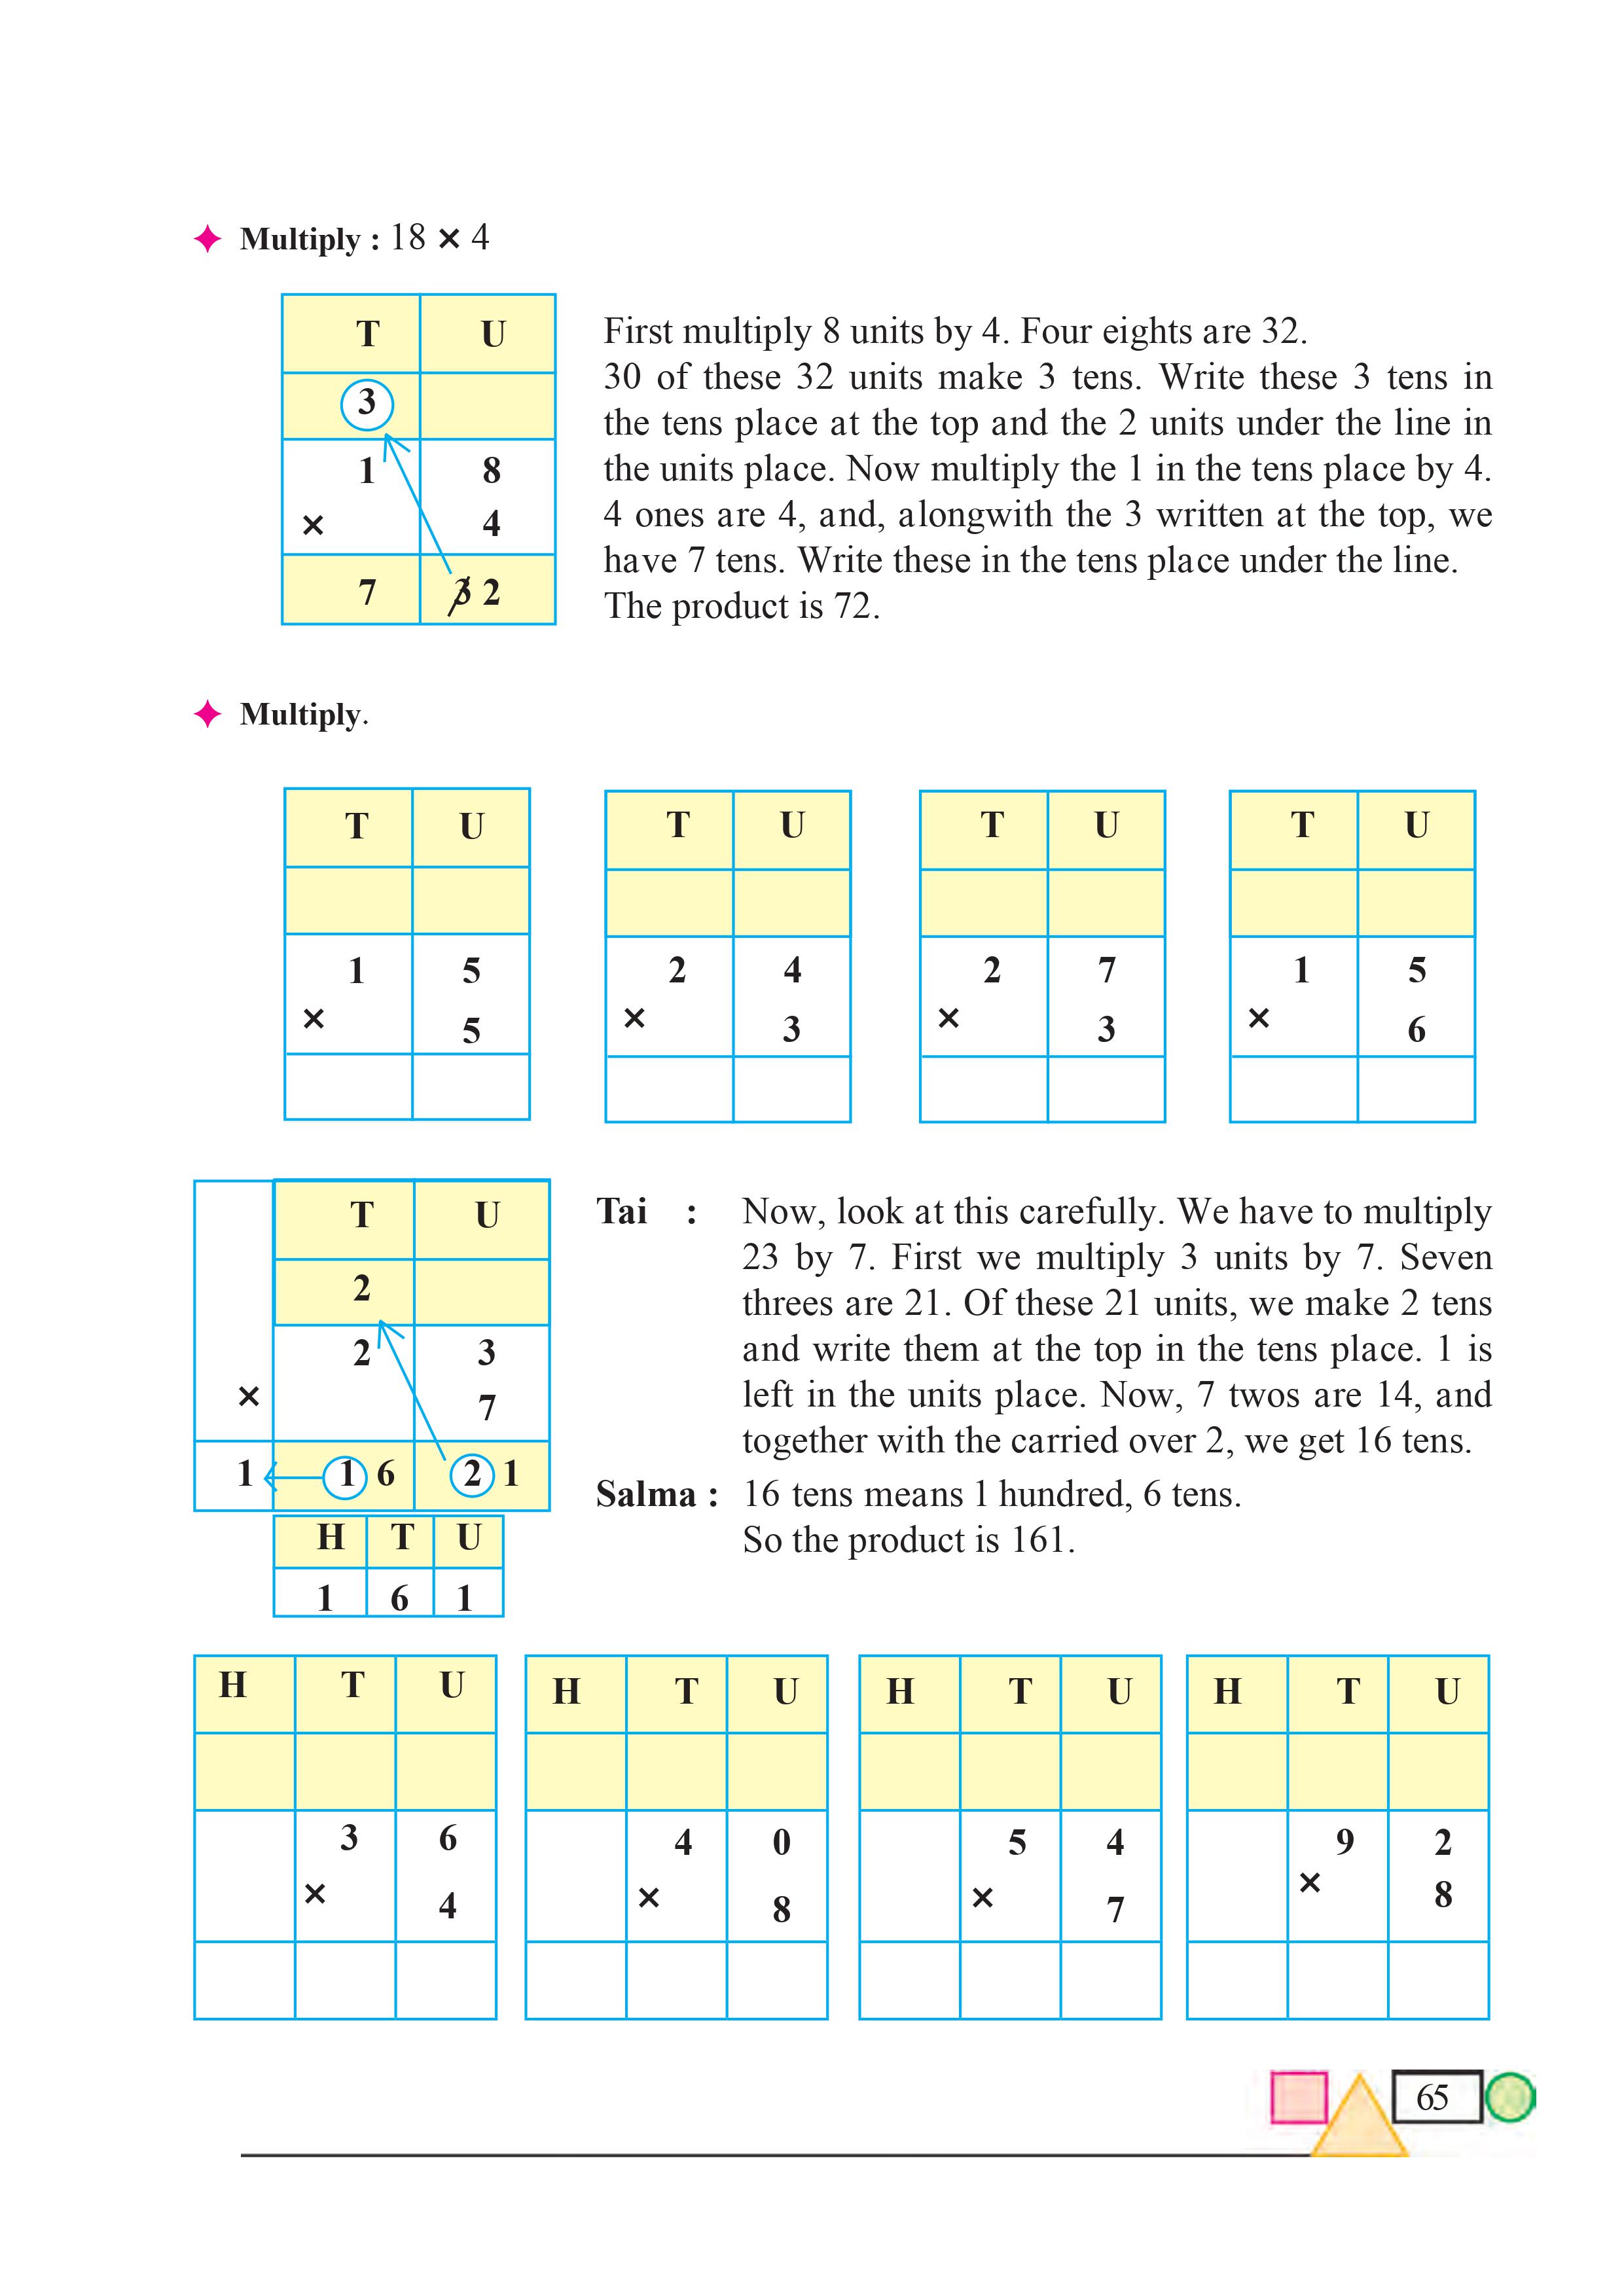 Multiply : 18 × 4
T U
3
1 8
× 4
7 3 2
First multiply 8 units by 4. Four eights are 32.
30 of these 32 units make 3 tens. Write these 3 tens in
the tens place at the top and the 2 units under the line in
the units place. Now multiply the 1 in the tens place by 4.
4 ones are 4, and, alongwith the 3 written at the top, we
have 7 tens. Write these in the tens place under the line.
The product is 72.
Multiply.
T U
1 5
× 5
T U
2 4
× 3
T U
2 7
× 3
T U
1 5
× 6
T U
2
2 3
× 7
1 1 6 2 1
H T U
1 6 1
Tai : Now, look at this carefully. We have to multiply
23 by 7. First we multiply 3 units by 7. Seven
threes are 21. Of these 21 units, we make 2 tens
and write them at the top in the tens place. 1 is
left in the units place. Now, 7 twos are 14, and
together with the carried over 2, we get 16 tens.
Salma : 16 tens means 1 hundred, 6 tens.
So the product is 161.
H T U
3 6
× 4
H T U
4 0
× 8
H T U
5 4
× 7
H T U
9 2
× 8
65